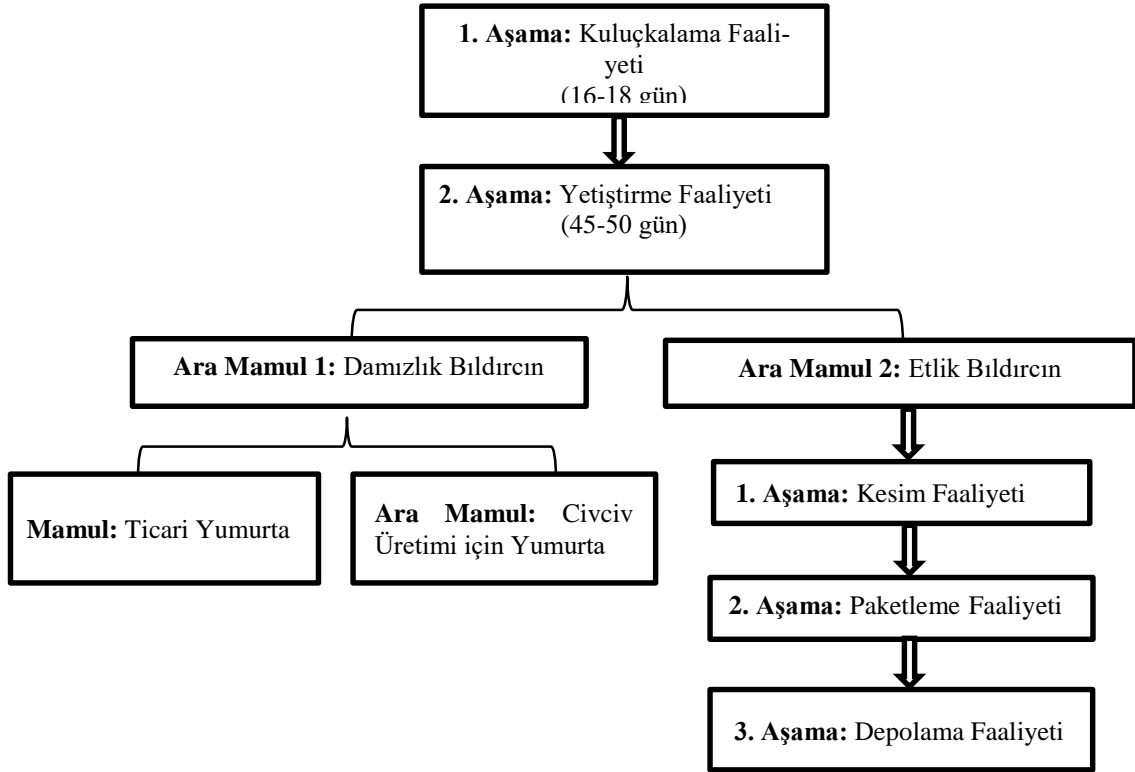 1. Aşama: Kuluçkalama Faali-
yeti
(16-18 gün)
2. Aşama: Yetiştirme Faaliyeti
(45-50 gün)
Ara Mamul 1: Damızlık Bıldırcın
Ara Mamul 2: Etlik Bıldırcın
Mamul: Ticari Yumurta
Ara Mamul: Civciv
Üretimi için Yumurta
1. Aşama: Kesim Faaliyeti
2. Aşama: Paketleme Faaliyeti
3. Aşama: Depolama Faaliyeti